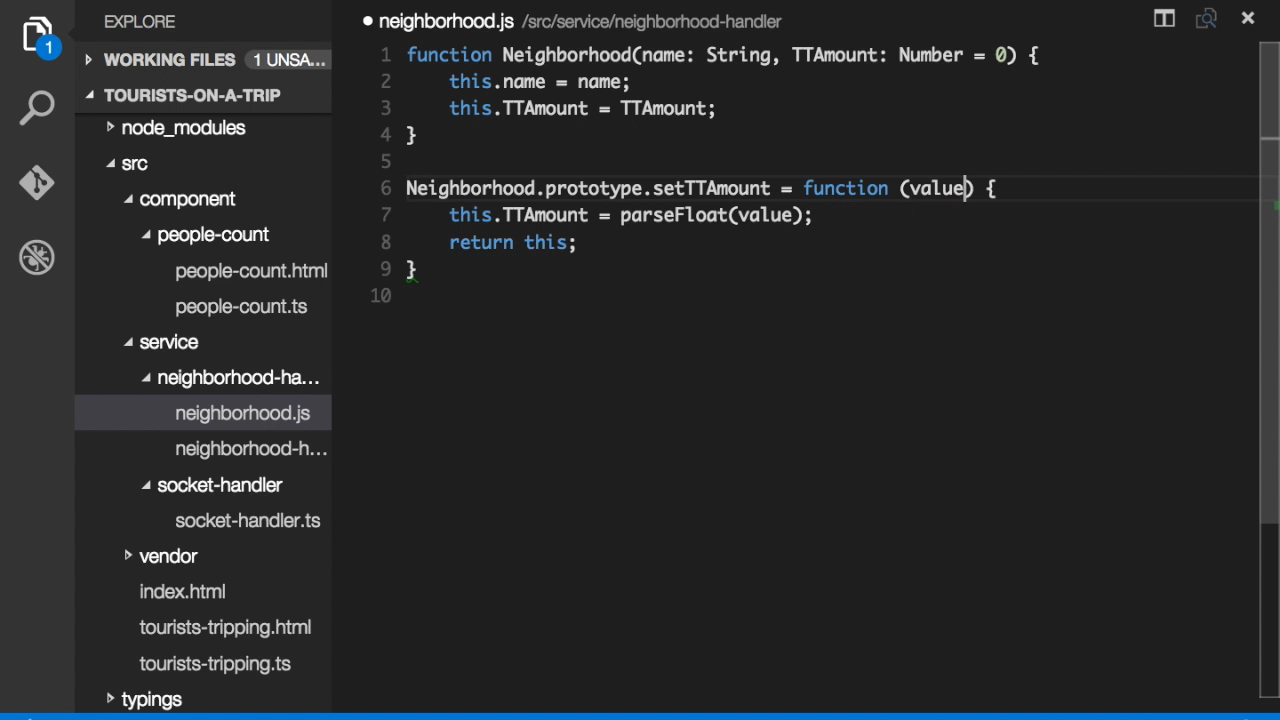 EXPLORE
1
WORKING FILES 1 UNSA...
TOURISTS-ON-A-TRIP
node_modules
src
component
people-count
people-count.html
people-count.ts
service
neighborhood-ha...
neighborhood.js
neighborhood-h...
socket-handler
socket-handler.ts
vendor
index.html
tourists-tripping.html
tourists-tripping.ts
typings
neighborhood.js /src/service/neighborhood-handler
1 function Neighborhood(name: String, TTAmount: Number = 0) {
2 this.name = name;
3 this.TTAmount = TTAmount;
4 }
5
6 Neighborhood.prototype.setTTAmount = function (value) {
7 this.TTAmount = parseFloat(value);
8 return this;
9 }
10